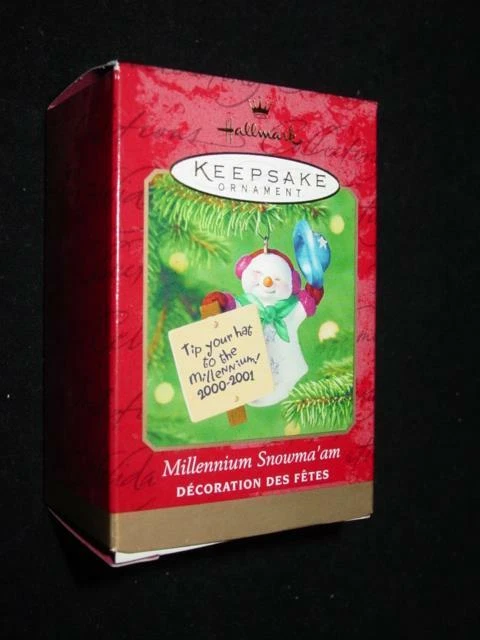 Hallmark
KEEPSAKE
ORNAMENT
Tip your hat
to the
Millennium!
2000-2001
Millennium Snowma'am
DÉCORATION DES FÊTES